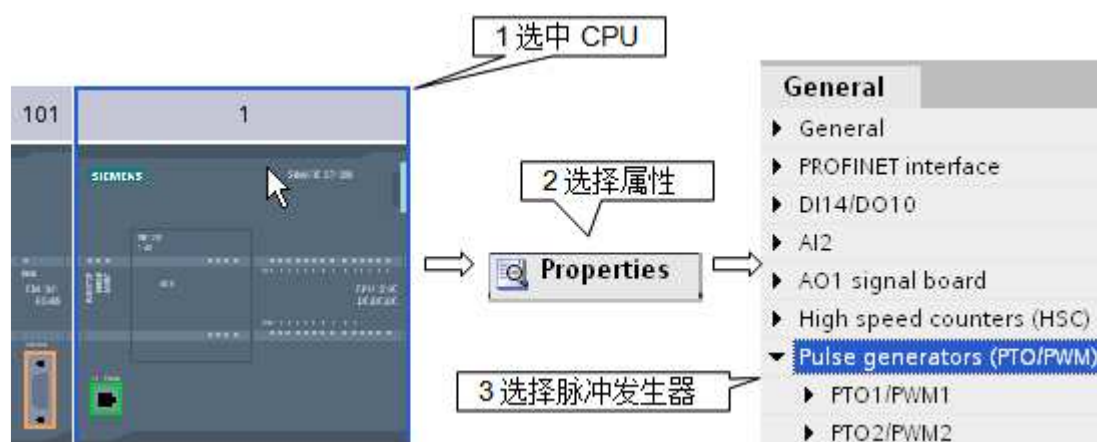 1 选中 CPU
101
1
SIEMENS
2 选择属性
Properties
3 选择脉冲发生器
General
General
PROFINET interface
DI14/DO10
AI2
AO1 signal board
High speed counters (HSC)
Pulse generators (PTO/PWM)
PTO1/PWM1
PTO2/PWM2